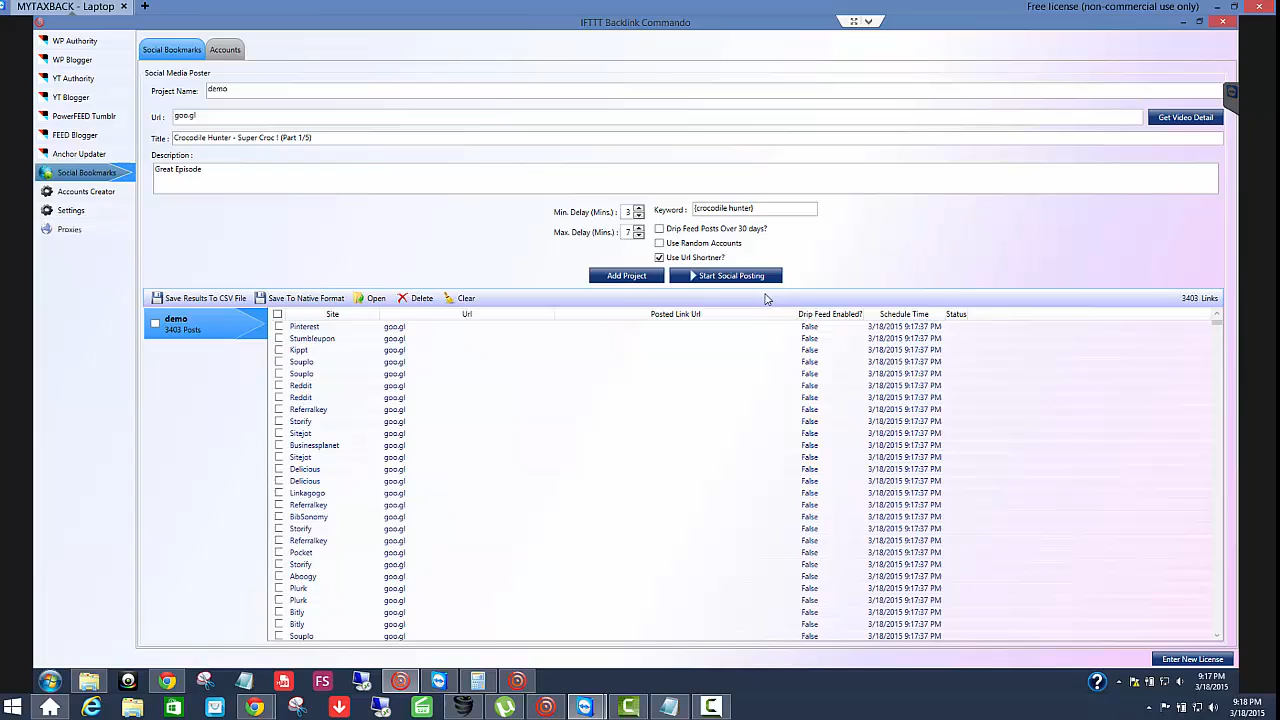 MYTAXBACK - Laptop × +
Free license (non-commercial use only)
IFTTT Backlink Commando
WP Authority
WP Blogger
YT Authority
YT Blogger
PowerFEED Tumblr
FEED Blogger
Anchor Updater
Social Bookmarks
Accounts Creator
Settings
Proxies
Social Bookmarks Accounts
Social Media Poster
Project Name: demo
Url : goo.gl Get Video Detail
Title : Crocodile Hunter - Super Croc ! (Part 1/5)
Description :
Great Episode
Min. Delay (Mins.) : 3 Keyword : {crocodile hunter}
Max. Delay (Mins.) : 7 Drip Feed Posts Over 30 days?
Use Random Accounts
Use Url Shortner?
Add Project Start Social Posting
Save Results To CSV File Save To Native Format Open Delete Clear 3403 Links
demo
3403 Posts
Site Url Posted Link Url Drip Feed Enabled? Schedule Time Status
Pinterest goo.gl False 3/18/2015 9:17:37 PM
Stumbleupon goo.gl False 3/18/2015 9:17:37 PM
Kippt goo.gl False 3/18/2015 9:17:37 PM
Souplo goo.gl False 3/18/2015 9:17:37 PM
Souplo goo.gl False 3/18/2015 9:17:37 PM
Reddit goo.gl False 3/18/2015 9:17:37 PM
Reddit goo.gl False 3/18/2015 9:17:37 PM
Referralkey goo.gl False 3/18/2015 9:17:37 PM
Storify goo.gl False 3/18/2015 9:17:37 PM
Sitejot goo.gl False 3/18/2015 9:17:37 PM
Businessplanet goo.gl False 3/18/2015 9:17:37 PM
Sitejot goo.gl False 3/18/2015 9:17:37 PM
Delicious goo.gl False 3/18/2015 9:17:37 PM
Delicious goo.gl False 3/18/2015 9:17:37 PM
Linkagogo goo.gl False 3/18/2015 9:17:37 PM
Referralkey goo.gl False 3/18/2015 9:17:37 PM
BibSonomy goo.gl False 3/18/2015 9:17:37 PM
Storify goo.gl False 3/18/2015 9:17:37 PM
Referralkey goo.gl False 3/18/2015 9:17:37 PM
Pocket goo.gl False 3/18/2015 9:17:37 PM
Storify goo.gl False 3/18/2015 9:17:37 PM
Aboogy goo.gl False 3/18/2015 9:17:37 PM
Plurk goo.gl False 3/18/2015 9:17:37 PM
Plurk goo.gl False 3/18/2015 9:17:37 PM
Bitly goo.gl False 3/18/2015 9:17:37 PM
Bitly goo.gl False 3/18/2015 9:17:37 PM
Souplo goo.gl False 3/18/2015 9:17:37 PM
Enter New License
FS
9:17 PM
3/18/2015
9:18 PM
3/18/2015